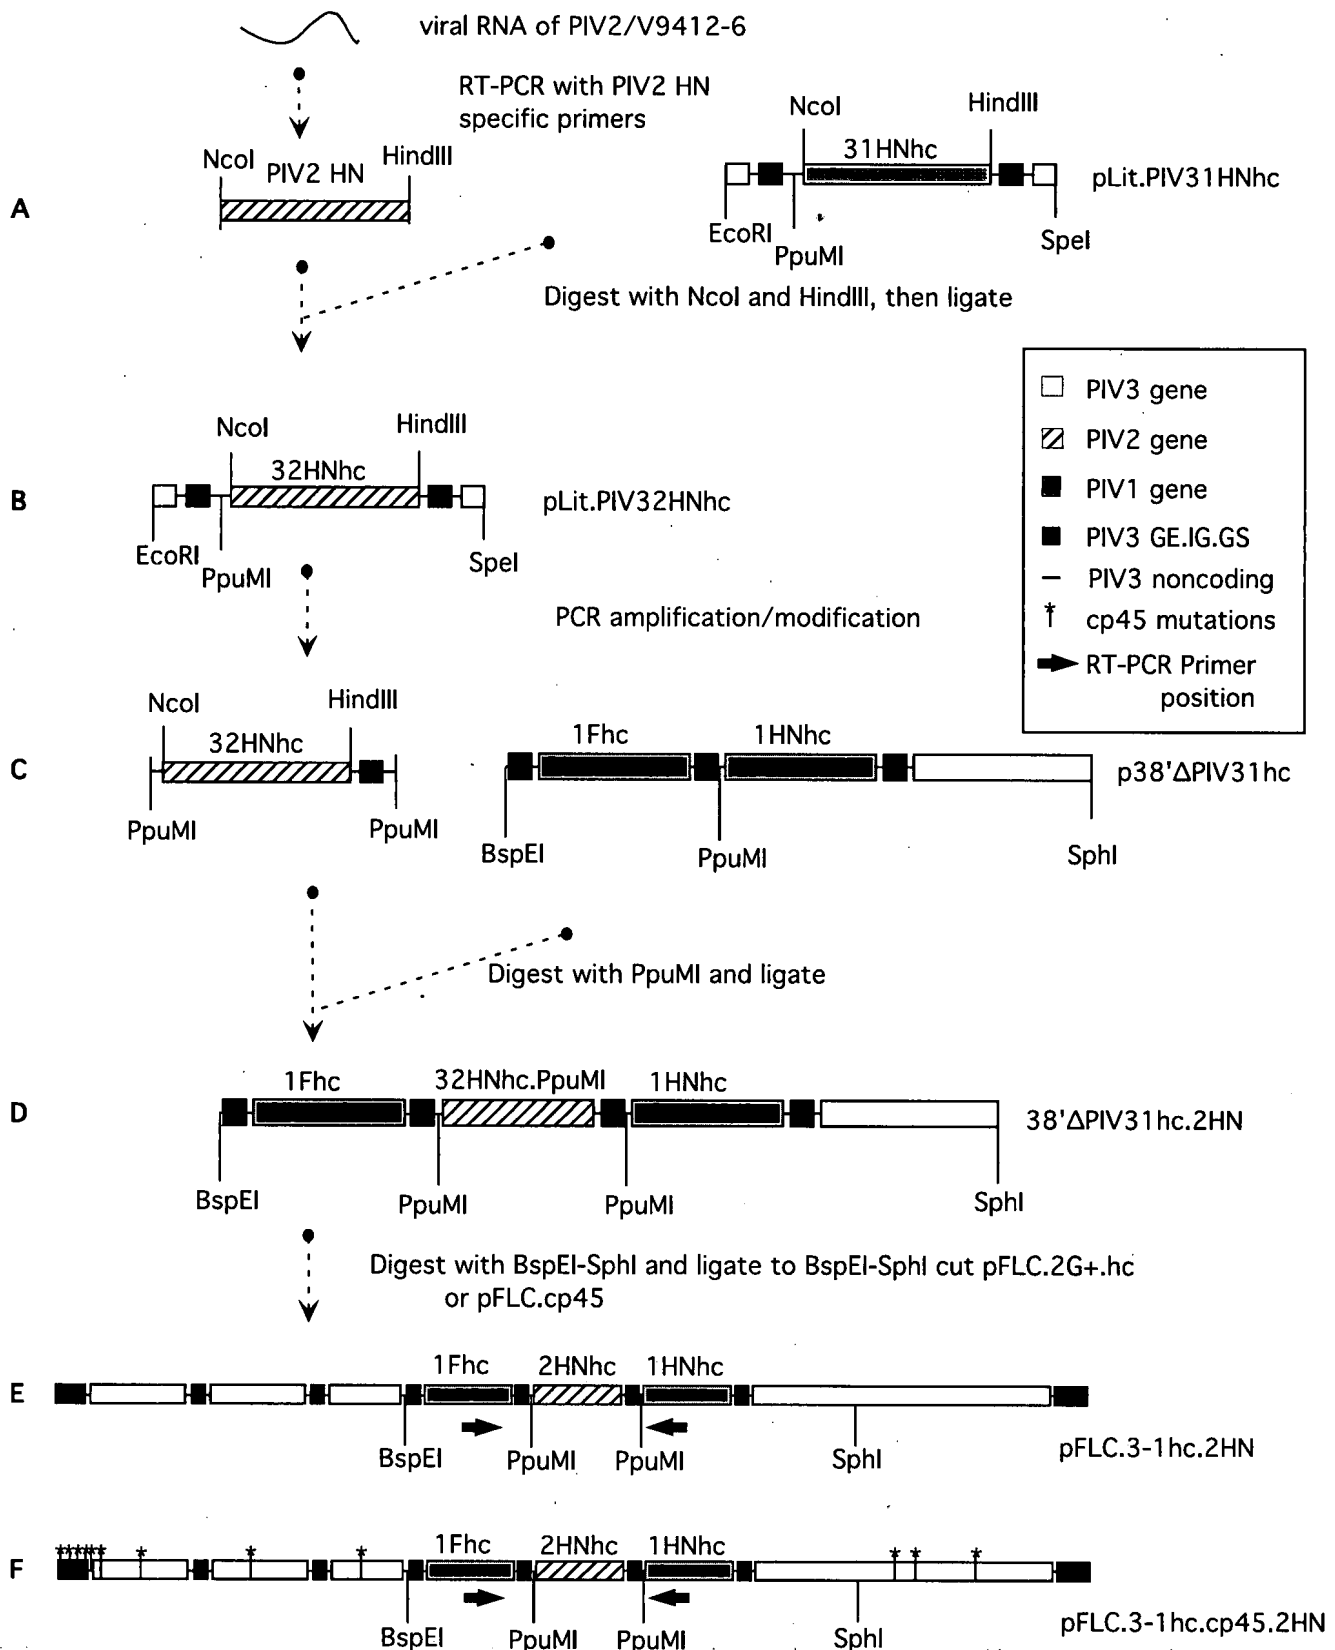 viral RNA of PIV2/V9412-6
RT-PCR with PIV2 HN
specific primers
NcoI
PIV2 HN
HindIII
NcoI
HindIII
31HNhc
pLit.PIV31HNhc
EcoRI
PpuMI
SpeI
A
Digest with NcoI and HindIII, then ligate
PIV3 gene
PIV2 gene
PIV1 gene
PIV3 GE.IG.GS
PIV3 noncoding
cp45 mutations
RT-PCR Primer
position
NcoI
HindIII
32HNhc
B
pLit.PIV32HNhc
EcoRI
PpuMI
SpeI
PCR amplification/modification
NcoI
HindIII
32HNhc
1Fhc
1HNhc
C
p38'ΔPIV31hc
PpuMI
PpuMI
BspEI
PpuMI
SphI
Digest with PpuMI and ligate
1Fhc
32HNhc.PpuMI
1HNhc
D
38'ΔPIV31hc.2HN
BspEI
PpuMI
PpuMI
SphI
Digest with BspEI-SphI and ligate to BspEI-SphI cut pFLC.2G+.hc
or pFLC.cp45
1Fhc
2HNhc
1HNhc
E
BspEI
PpuMI
PpuMI
SphI
pFLC.3-1hc.2HN
1Fhc
2HNhc
1HNhc
F
BspEI
PpuMI
PpuMI
SphI
pFLC.3-1hc.cp45.2HN